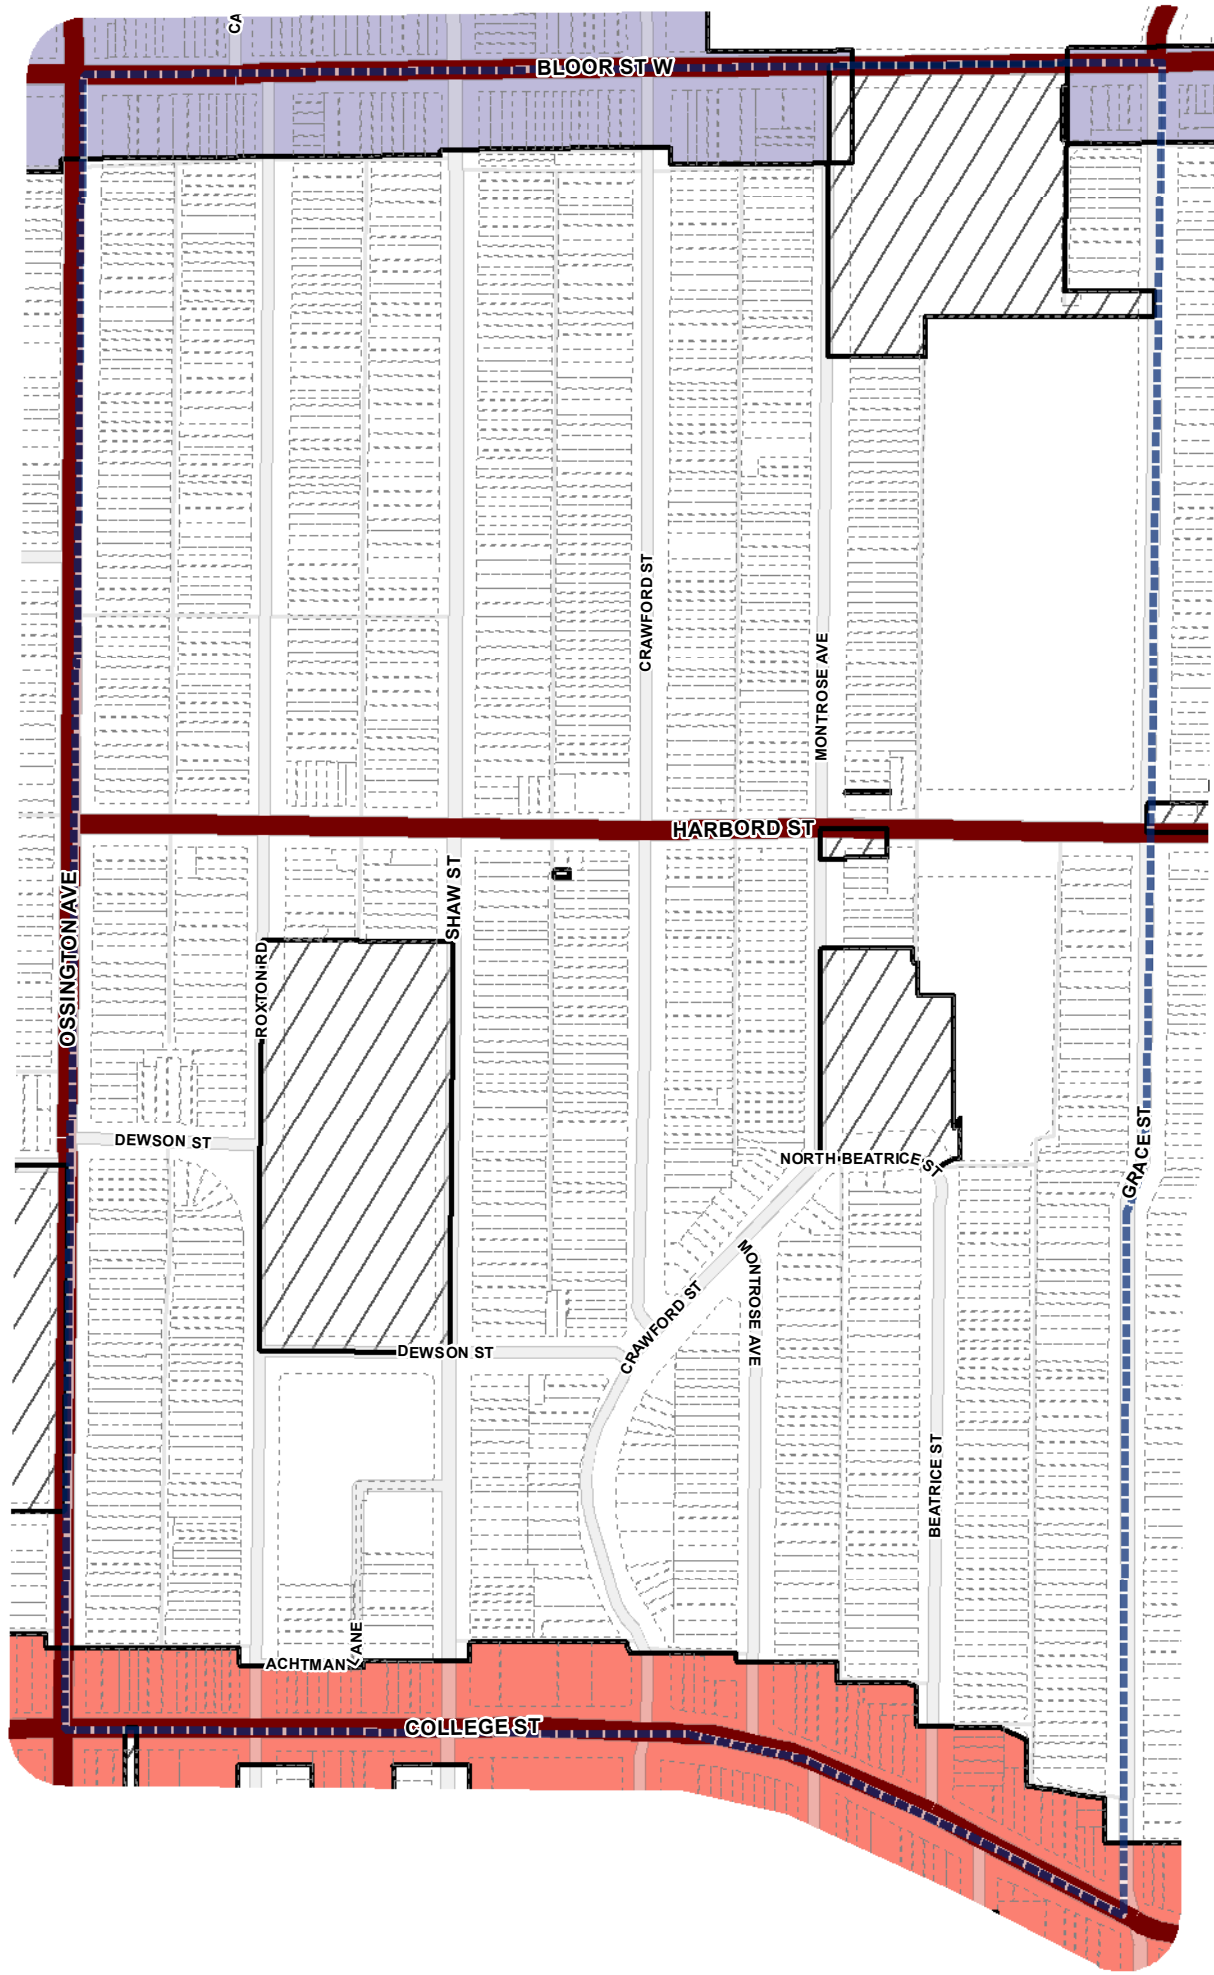 CA
BLOOR ST W
CRAWFORD ST
MONTROSE AVE
HARBORD ST
OSSINGTON AVE
SHAW ST
ROXTON RD
DEWSON ST
NORTH BEATRICE ST
GRACE ST
MONTROSE AVE
CRAWFORD ST
DEWSON ST
BEATRICE ST
ACHTMAN LANE
COLLEGE ST